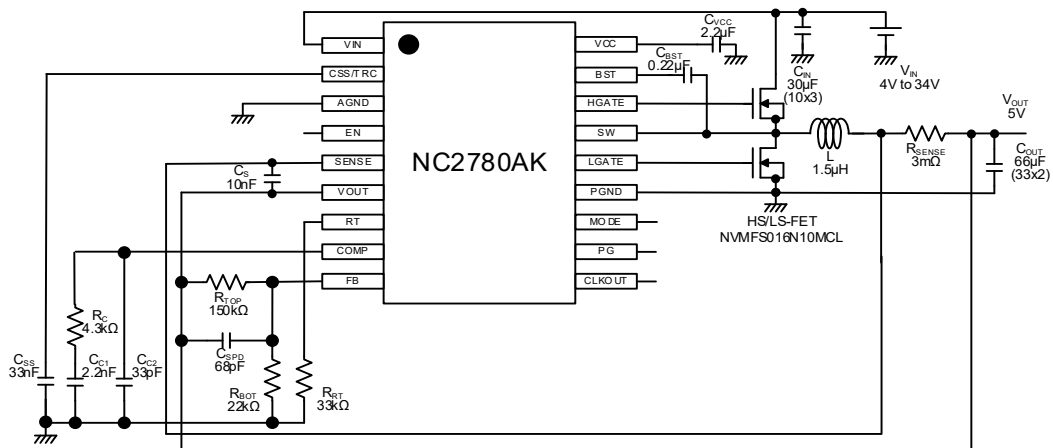 NC2780AK
VIN
CSS/TRC
AGND
EN
SENSE
VOUT
RT
COMP
FB
VCC
BST
HGATE
SW
LGATE
PGND
MODE
PG
CLKOUT
CVCC
2.2µF
CBST
0.22µF
CIN
30µF
(10x3)
VIN
4V to 34V
VOUT
5V
L
1.5µH
RSENSE
3mΩ
COUT
66µF
(33x2)
HS/LS-FET
NVMFS016N10MCL
CS
10nF
RTOP
150kΩ
CSPD
68pF
RC
4.3kΩ
CSS
33nF
CC1
2.2nF
CC2
33pF
RBOT
22kΩ
RRT
33kΩ